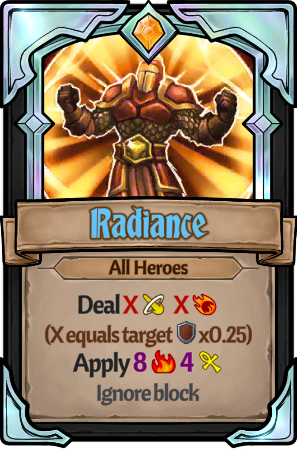 Radiance
All Heroes
Deal X X
(X equals target x0.25)
Apply 8 4
Ignore block